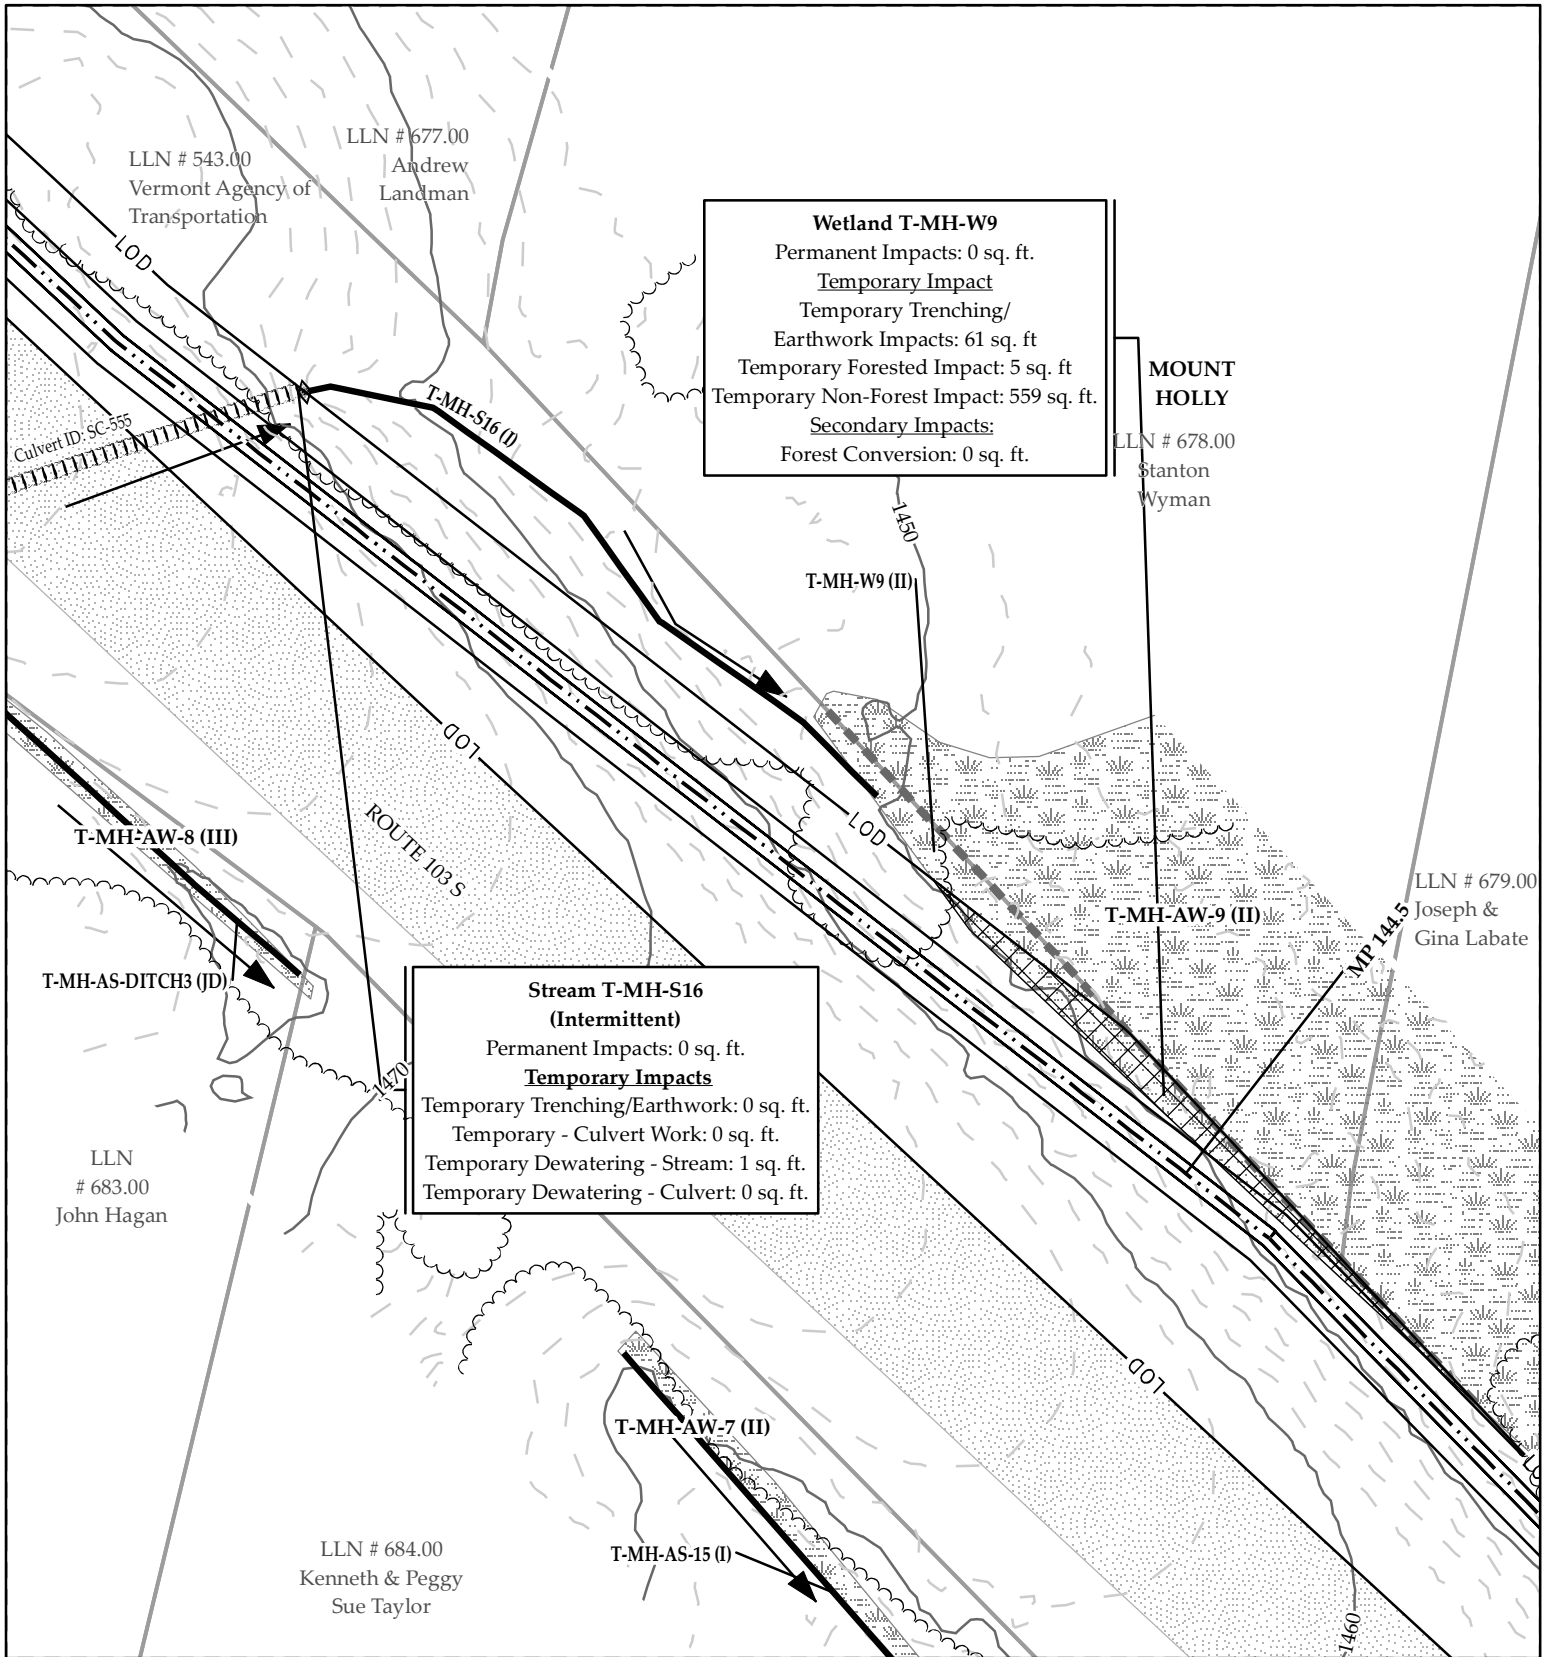 LLN # 543.00
Vermont Agency of
Transportation
LLN # 677.00
Andrew
Landman
LOD
Wetland T-MH-W9
Permanent Impacts: 0 sq. ft.
Temporary Impact
Temporary Trenching/
Earthwork Impacts: 61 sq. ft
Temporary Forested Impact: 5 sq. ft
Temporary Non-Forest Impact: 559 sq. ft.
Secondary Impacts:
Forest Conversion: 0 sq. ft.
MOUNT
HOLLY
LLN # 678.00
Stanton
Wyman
Culvert ID: SC-555
T-MH-S16 (I)
1450
T-MH-W9 (II)
LOD
LOD
ROUTE 103 S
T-MH-AW-8 (III)
T-MH-AS-DITCH3 (JD)
T-MH-AW-9 (II)
MP 144.5
LLN # 679.00
Joseph &
Gina Labate
1470
Stream T-MH-S16
(Intermittent)
Permanent Impacts: 0 sq. ft.
Temporary Impacts
Temporary Trenching/Earthwork: 0 sq. ft.
Temporary - Culvert Work: 0 sq. ft.
Temporary Dewatering - Stream: 1 sq. ft.
Temporary Dewatering - Culvert: 0 sq. ft.
LLN
# 683.00
John Hagan
LOD
T-MH-AW-7 (II)
T-MH-AS-15 (I)
LLN # 684.00
Kenneth & Peggy
Sue Taylor
1460